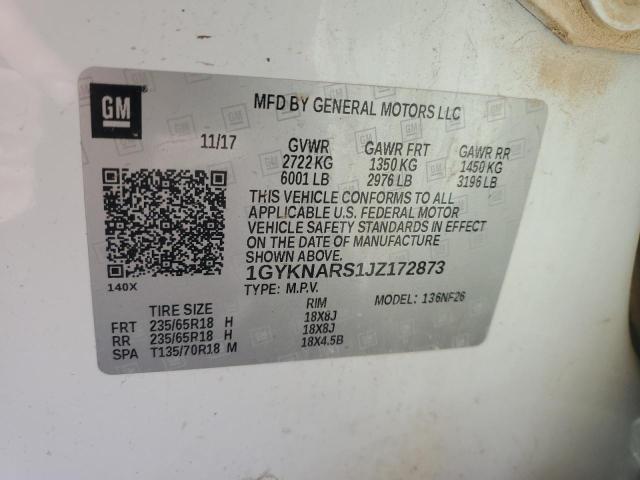 GM
MFD BY GENERAL MOTORS LLC
11/17 GVWR GAWR FRT GAWR RR
2722 KG 1350 KG 1450 KG
6001 LB 2976 LB 3196 LB
THIS VEHICLE CONFORMS TO ALL
APPLICABLE U.S. FEDERAL MOTOR
VEHICLE SAFETY STANDARDS IN EFFECT
ON THE DATE OF MANUFACTURE
SHOWN ABOVE.
140X
1GYKNARS1JZ172873
TYPE: M.P.V. MODEL: 136NF26
TIRE SIZE RIM
FRT 235/65R18 H 18X8J
RR 235/65R18 H 18X8J
SPA T135/70R18 M 18X4.5B